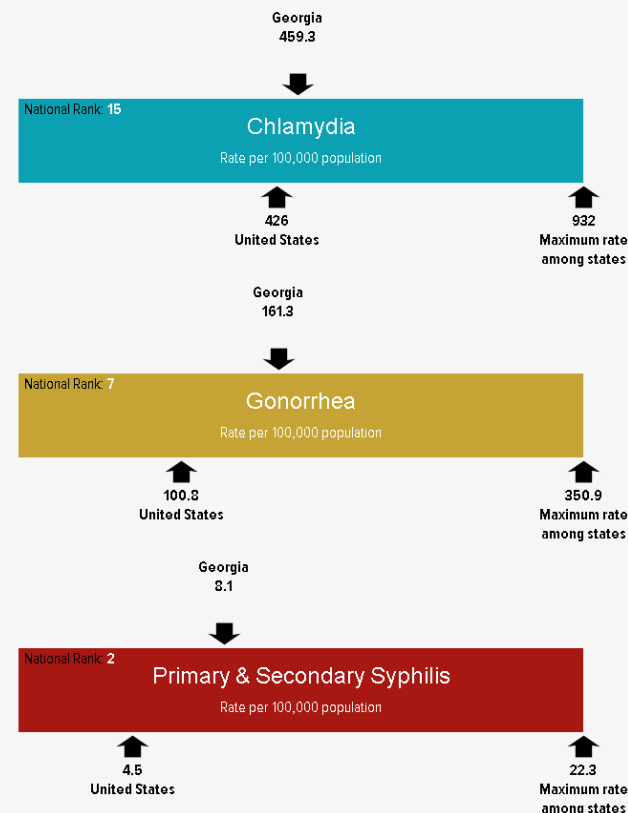 Georgia
459.3
National Rank: 15
Chlamydia
Rate per 100,000 population
426
United States
932
Maximum rate
among states
Georgia
161.3
National Rank: 7
Gonorrhea
Rate per 100,000 population
100.8
United States
350.9
Maximum rate
among states
Georgia
8.1
National Rank: 2
Primary & Secondary Syphilis
Rate per 100,000 population
4.5
United States
22.3
Maximum rate
among states